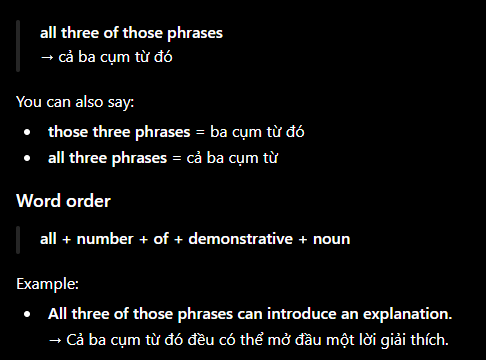 all three of those phrases
→ cả ba cụm từ đó
You can also say:
• those three phrases = ba cụm từ đó
• all three phrases = cả ba cụm từ
Word order
all + number + of + demonstrative + noun
Example:
• All three of those phrases can introduce an explanation.
→ Cả ba cụm từ đó đều có thể mở đầu một lời giải thích.